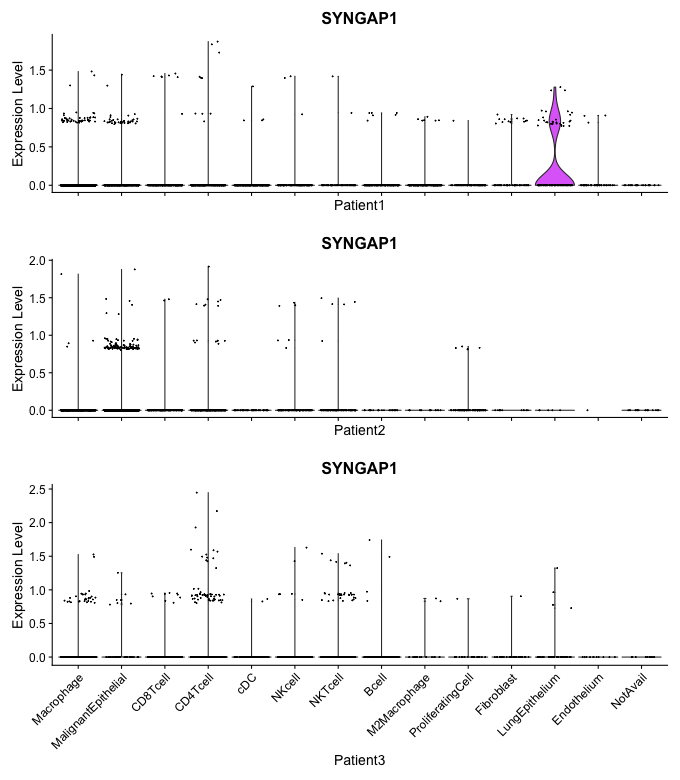 SYNGAP1
Expression Level
1.5
1.0
0.5
0.0
Patient1
SYNGAP1
Expression Level
2.0
1.5
1.0
0.5
0.0
Patient2
SYNGAP1
Expression Level
2.5
2.0
1.5
1.0
0.5
0.0
Macrophage
MalignantEpithelial
CD8Tcell
CD4Tcell
cDC
NKcell
NKTcell
Bcell
M2Macrophage
ProliferatingCell
Fibroblast
LungEpithelium
Endothelium
NotAvail
Patient3